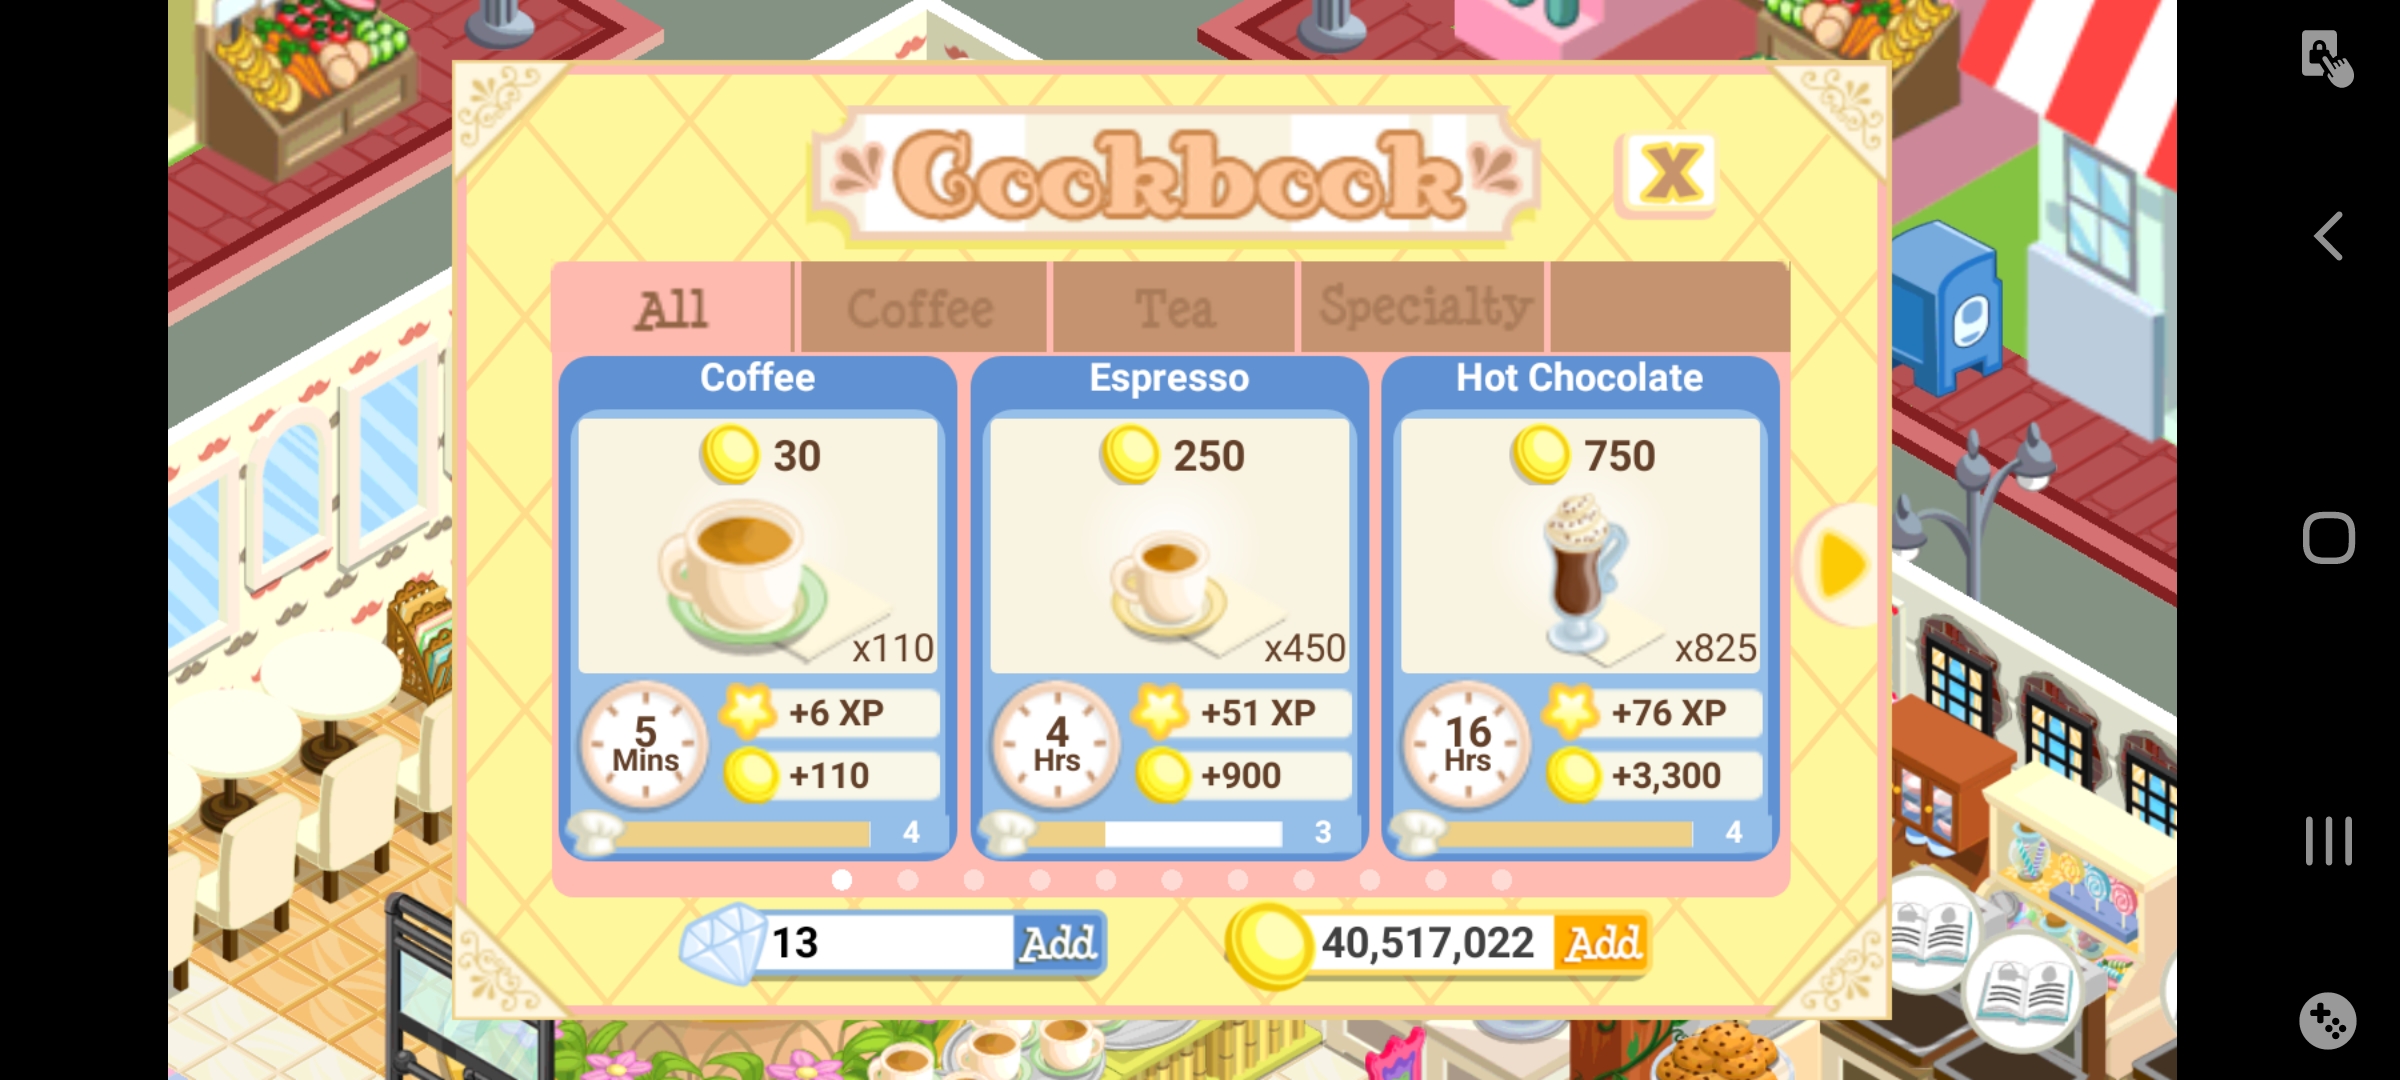 Cookbook
X
All
Coffee
Tea
Specialty
Coffee
30
x110
5
Mins
+6 XP
+110
4
Espresso
250
x450
4
Hrs
+51 XP
+900
3
Hot Chocolate
750
x825
16
Hrs
+76 XP
+3,300
4
13
Add
40,517,022
Add